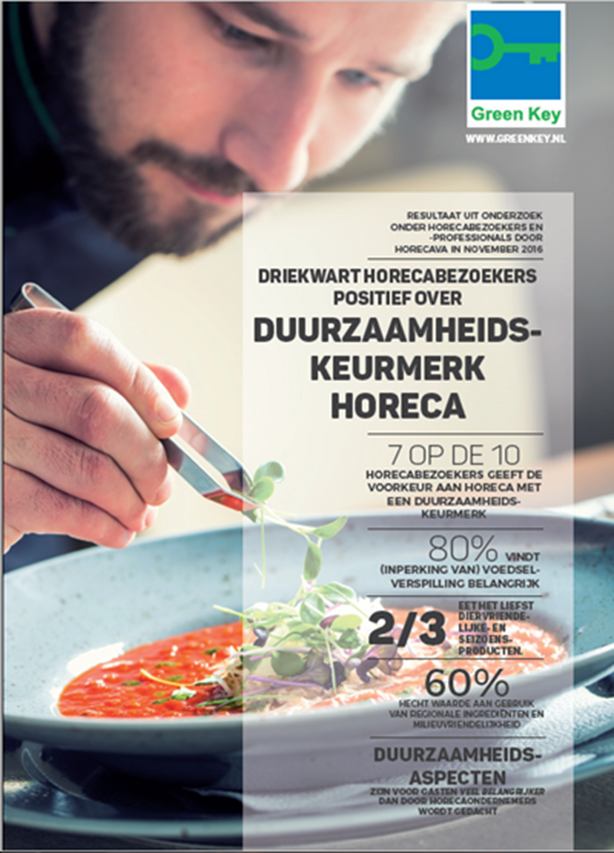 Green Key
WWW.GREENKEY.NL
RESULTAAT UIT ONDERZOEK
ONDER HORECABEZOEKERS EN
-PROFESSIONALS DOOR
HORECAVA IN NOVEMBER 2016
DRIEKWART HORECABEZOEKERS
POSITIEF OVER
DUURZAAMHEIDS-
KEURMERK
HORECA
7 OP DE 10
HORECABEZOEKERS GEEFT DE
VOORKEUR AAN HORECA MET
EEN DUURZAAMHEIDS-
KEURMERK
80% VINDT
(INPERKING VAN) VOEDSEL-
VERSPILLING BELANGRIJK
2/3
EET HET LIEFST
DIERVRIENDE-
LIJKE- EN
SEIZOENS-
PRODUCTEN.
60%
HECHT WAARDE AAN GEBRUIK
VAN REGIONALE INGREDIËNTEN EN
MILIEUVRIENDELIJKHEID
DUURZAAMHEIDS-
ASPECTEN
ZIJN VOOR GASTEN VEEL BELANGRIJKER
DAN DOOR HORECAONDERNEMERS
WORDT GEDACHT